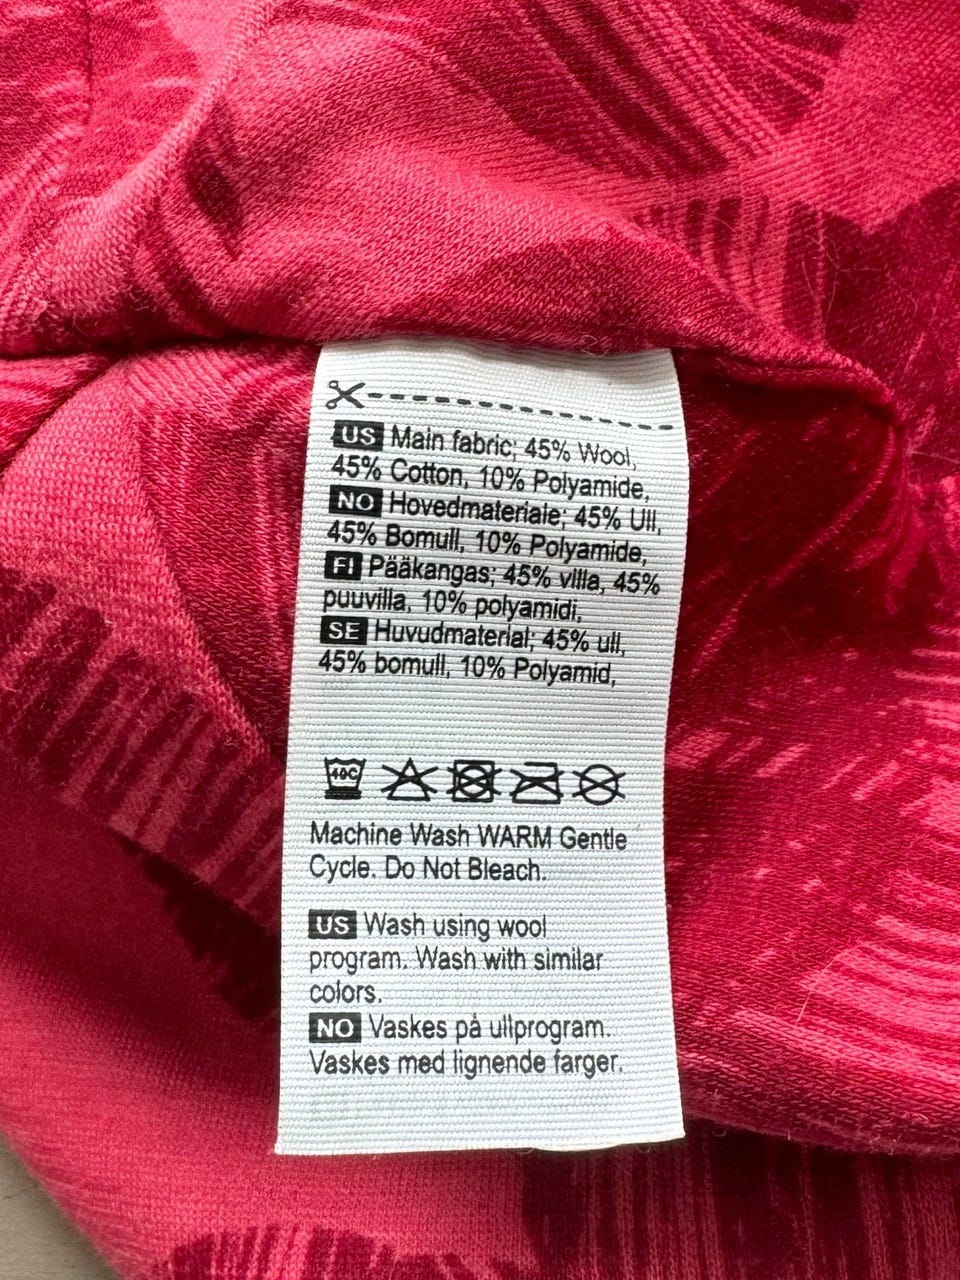 US Main fabric; 45% Wool,
45% Cotton, 10% Polyamide,
NO Hovedmateriale; 45% Ull,
45% Bomull, 10% Polyamide,
FI Pääkangas; 45% villa, 45%
puuvilla, 10% polyamidi,
SE Huvudmaterial; 45% ull,
45% bomull, 10% Polyamid,
40C
Machine Wash WARM Gentle
Cycle. Do Not Bleach.
US Wash using wool
program. Wash with similar
colors.
NO Vaskes på ullprogram.
Vaskes med lignende farger.